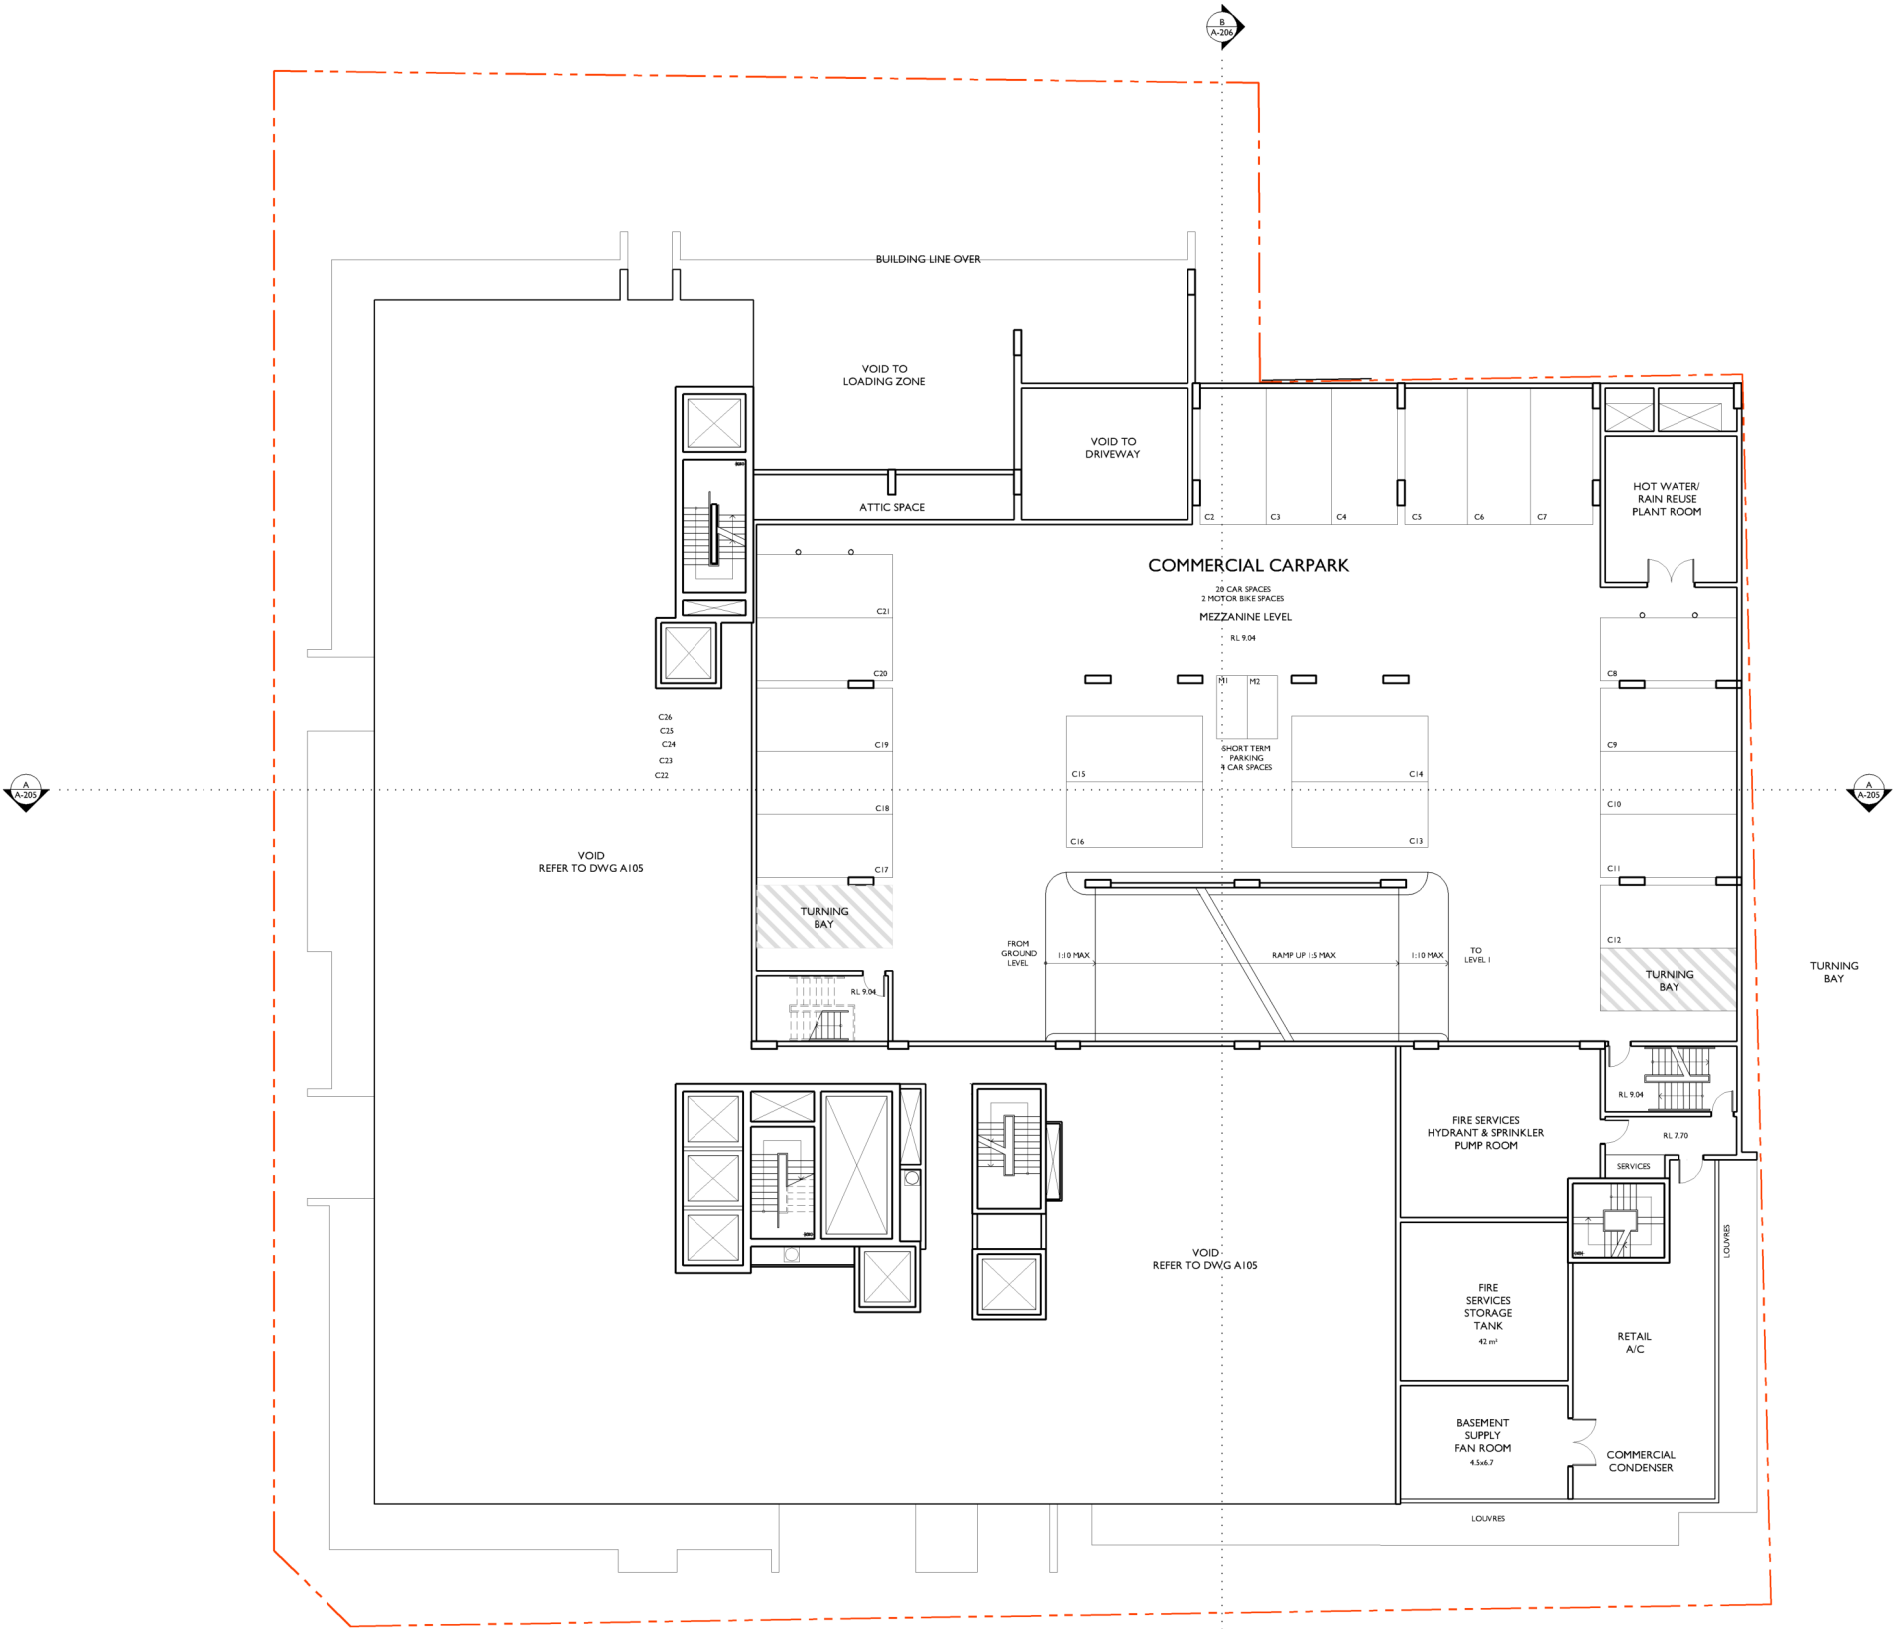 B
A-206
BUILDING LINE OVER
VOID TO
LOADING ZONE
VOID TO
DRIVEWAY
ATTIC SPACE
C2
C3
C4
C5
C6
C7
HOT WATER/
RAIN REUSE
PLANT ROOM
COMMERCIAL CARPARK
20 CAR SPACES
2 MOTOR BIKE SPACES
MEZZANINE LEVEL
RL 9.04
C21
C20
C19
C18
C17
C8
C9
C10
C11
C12
M1
M2
SHORT TERM
PARKING
4 CAR SPACES
C15
C16
C14
C13
C26
C25
C24
C23
C22
A
A-205
A
A-205
VOID
REFER TO DWG A105
TURNING
BAY
FROM
GROUND
LEVEL
1:10 MAX
RAMP UP 1:5 MAX
1:10 MAX
TO
LEVEL 1
TURNING
BAY
TURNING
BAY
RL 9.04
RL 9.04
FIRE SERVICES
HYDRANT & SPRINKLER
PUMP ROOM
RL 7.70
SERVICES
LOUVRES
VOID
REFER TO DWG A105
FIRE
SERVICES
STORAGE
TANK
42 m²
RETAIL
A/C
BASEMENT
SUPPLY
FAN ROOM
4.5x6.7
COMMERCIAL
CONDENSER
LOUVRES